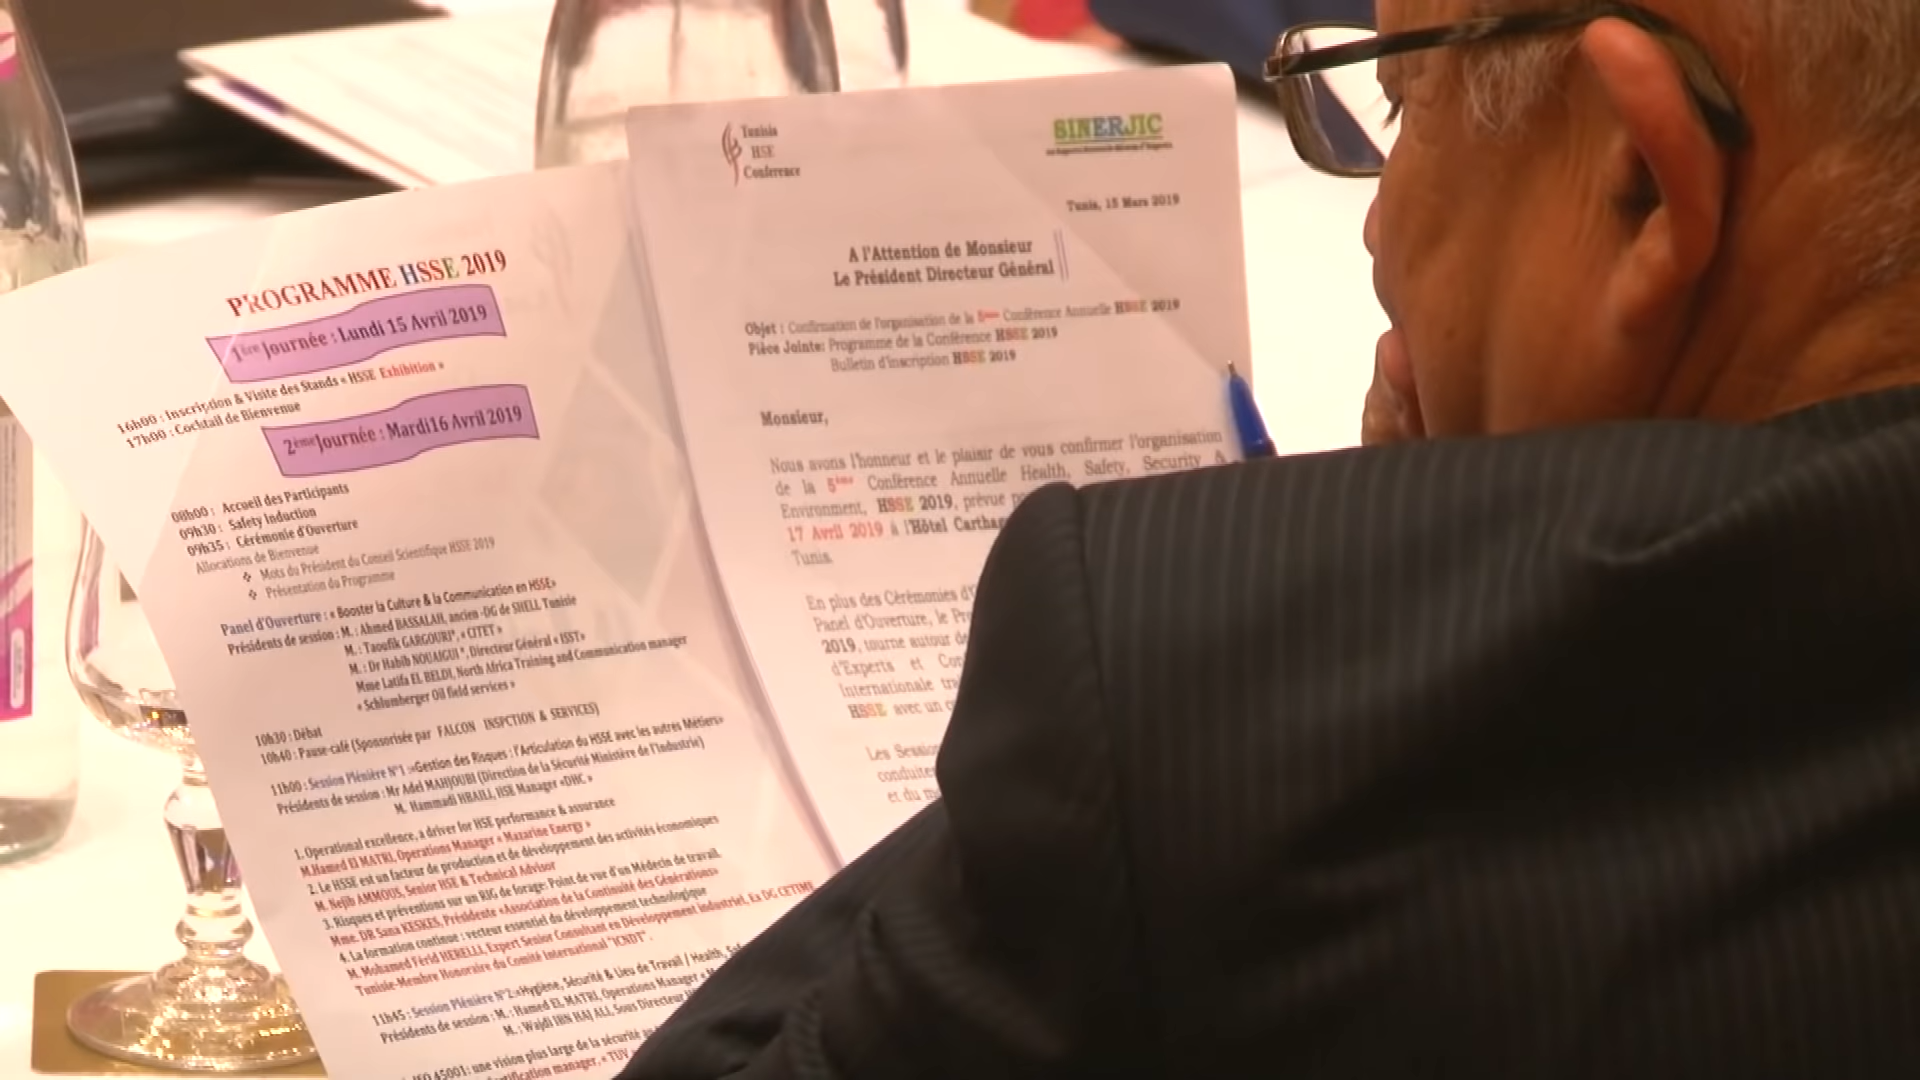 PROGRAMME HSSE 2019
1ère Journée : Lundi 15 Avril 2019
16h00 : Inscription & Visite des Stands « HSSE Exhibition »
17h00 : Cocktail de Bienvenue
2ème Journée : Mardi16 Avril 2019
08h00 : Accueil des Participants
09h30 : Safety Induction
09h35 : Cérémonie d'Ouverture
Allocations de Bienvenue
❖ Mots du Président du Conseil Scientifique HSSE 2019
❖ Présentation du Programme
Panel d'Ouverture : « Booster la Culture & la Communication en HSSE»
Présidents de session : M. : Ahmed BASSALAH, ancien -DG de SHELL Tunisie
M. : Taoufik GARGOURI*, « CITET »
M. : Dr Habib NOUAIGUI *, Directeur Général « ISST»
Mme Latifa EL BELDI, North Africa Training and Communication manager
« Schlumberger Oil field services »
10h30 : Débat
10h40 : Pause-café (Sponsorisée par FALCON INSPCTION & SERVICES)
11h00 : Session Plénière N°1 :«Gestion des Risques : l'Articulation du HSSE avec les autres Métiers»
Présidents de session : Mr Adel MAHJOUBI (Direction de la Sécurité Ministère de l'Industrie)
M. Hammadi HBAILI, HSE Manager «DHC »
1. Operational excellence, a driver for HSE performance & assurance
M.Hamed El MATRI, Operations Manager « Mazarine Energy »
2. Le HSSE est un facteur de production et de développement des activités économiques
M. Nejib AMMOUS, Senior HSE & Technical Advisor
3. Risques et préventions sur un RIG de forage: Point de vue d'un Médecin de travail.
Mme. DR Sana KESKES, Présidente «Association de la Continuité des Générations»
4. La formation continue : vecteur essentiel du développement technologique
M. Mohamed Férid HERELLI, Expert Senior Consultant en Développement industriel, Ex DG CETIME
Tunisie-Membre Honoraire du Comité International "ICNDT".
11h45 : Session Plénière N°2:«Hygiène, Sécurité & Lieu de Travail / Health,
Présidents de session : M. : Hamed EL MATRI, Operations Manager
M. : Wajdi IBN HAJ ALI, Sous Directeur
ISO 45001: une vision plus large de la sécurité
manager, « TUV
Tunisia
HSE
Conference
SINERJIC
Tunis, 15 Mars 2019
A l'Attention de Monsieur
Le Président Directeur Général
Objet : Confirmation de l'organisation de la 5ème Conférence Annuelle HSSE 2019
Pièce Jointe: Programme de la Conférence HSSE 2019
Bulletin d'inscription HSSE 2019
Monsieur,
Nous avons l'honneur et le plaisir de vous confirmer l'organisation
de la 5ème Conférence Annuelle Health, Safety, Security &
Environment, HSSE 2019, prévue
17 Avril 2019 à l'Hôtel
Tunis.
En plus des Cérémonies
Panel d'Ouverture, le
2019, tourne autour
d'Experts et
Internationale
HSSE avec un
Les
et du